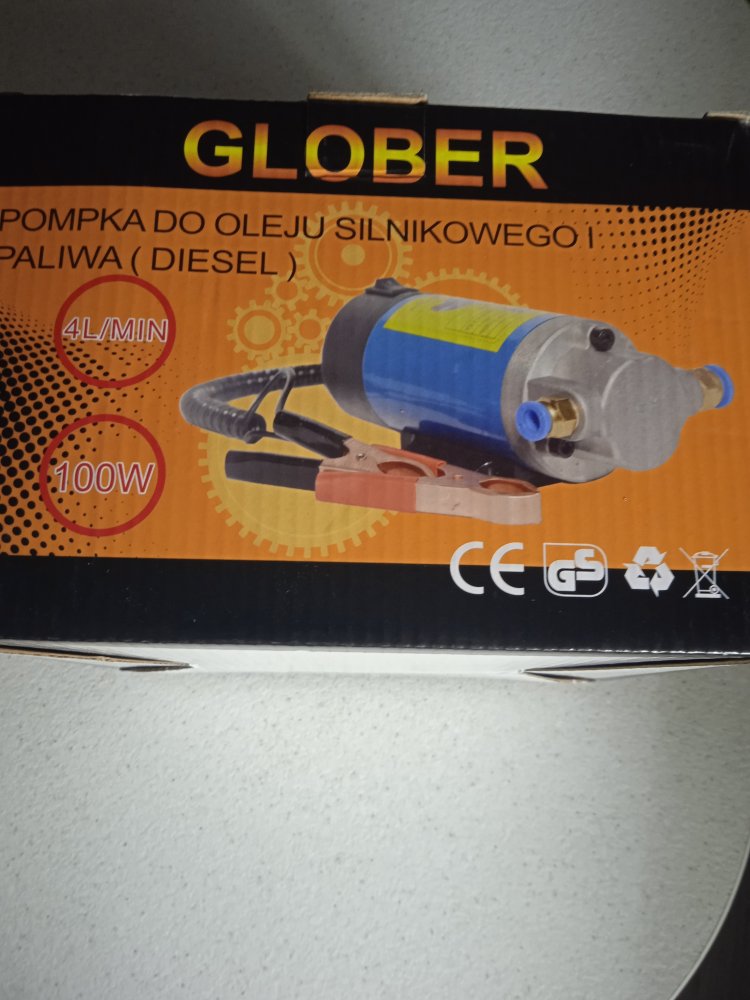 GLOBER
POMPKA DO OLEJU SILNIKOWEGO I
PALIWA ( DIESEL )
4L/MIN
100W
CE GS